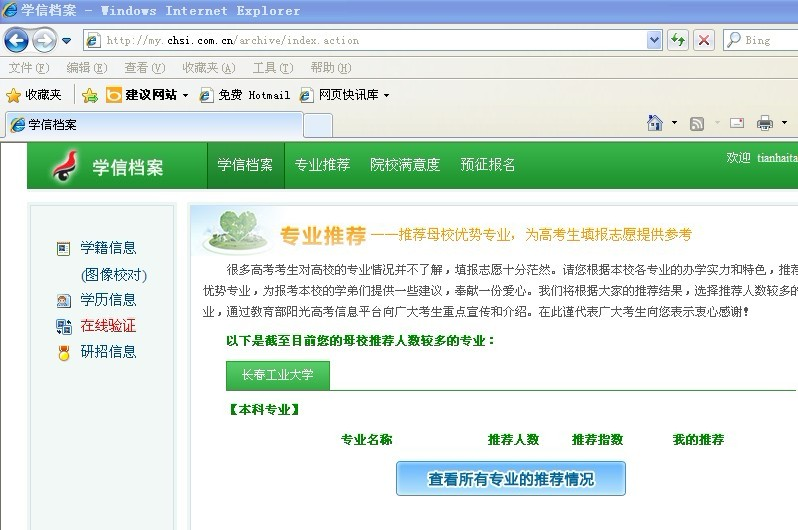 学信档案 - Windows Internet Explorer
http://my.chsi.com.cn/archive/index.action
Bing
文件(F) 编辑(E) 查看(V) 收藏夹(A) 工具(T) 帮助(H)
收藏夹 建议网站 免费 Hotmail 网页快讯库
学信档案
学信档案 学信档案 专业推荐 院校满意度 预征报名 欢迎 tianhaita
学籍信息
(图像校对)
学历信息
在线验证
研招信息
专业推荐 ——推荐母校优势专业，为高考生填报志愿提供参考
很多高考考生对高校的专业情况并不了解，填报志愿十分茫然。请您根据本校各专业的办学实力和特色，推荐
优势专业，为报考本校的学弟们提供一些建议，奉献一份爱心。我们将根据大家的推荐结果，选择推荐人数较多的
业，通过教育部阳光高考信息平台向广大考生重点宣传和介绍。在此谨代表广大考生向您表示衷心感谢！
以下是截至目前您的母校推荐人数较多的专业：
长春工业大学
【本科专业】
专业名称 推荐人数 推荐指数 我的推荐
查看所有专业的推荐情况